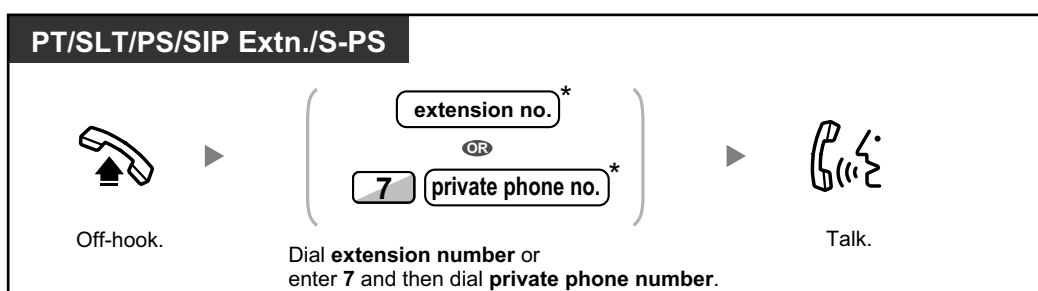 PT/SLT/PS/SIP Extn./S-PS
extension no.*
OR
7 private phone no.*
Off-hook.
Dial extension number or
enter 7 and then dial private phone number.
Talk.